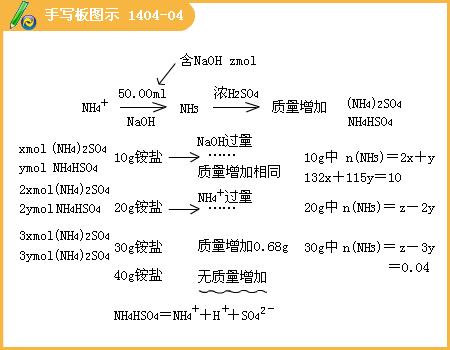 手写板图示 1404-04
含NaOH zmol
NH4+ 50.00ml NaOH NH3 浓H2SO4 质量增加 (NH4)2SO4
NH4HSO4
xmol (NH4)2SO4
ymol NH4HSO4
10g铵盐 NaOH过量 …… 质量增加相同
10g中 n(NH3)=2x+y
132x+115y=10
2xmol(NH4)2SO4
2ymolNH4HSO4
20g铵盐 NH4+过量 ……
20g中 n(NH3)=z-2y
3xmol(NH4)2SO4
3ymol(NH4)2SO4
30g铵盐 质量增加0.68g 30g中 n(NH3)=z-3y
=0.04
40g铵盐 无质量增加
NH4HSO4=NH4++H++SO42-